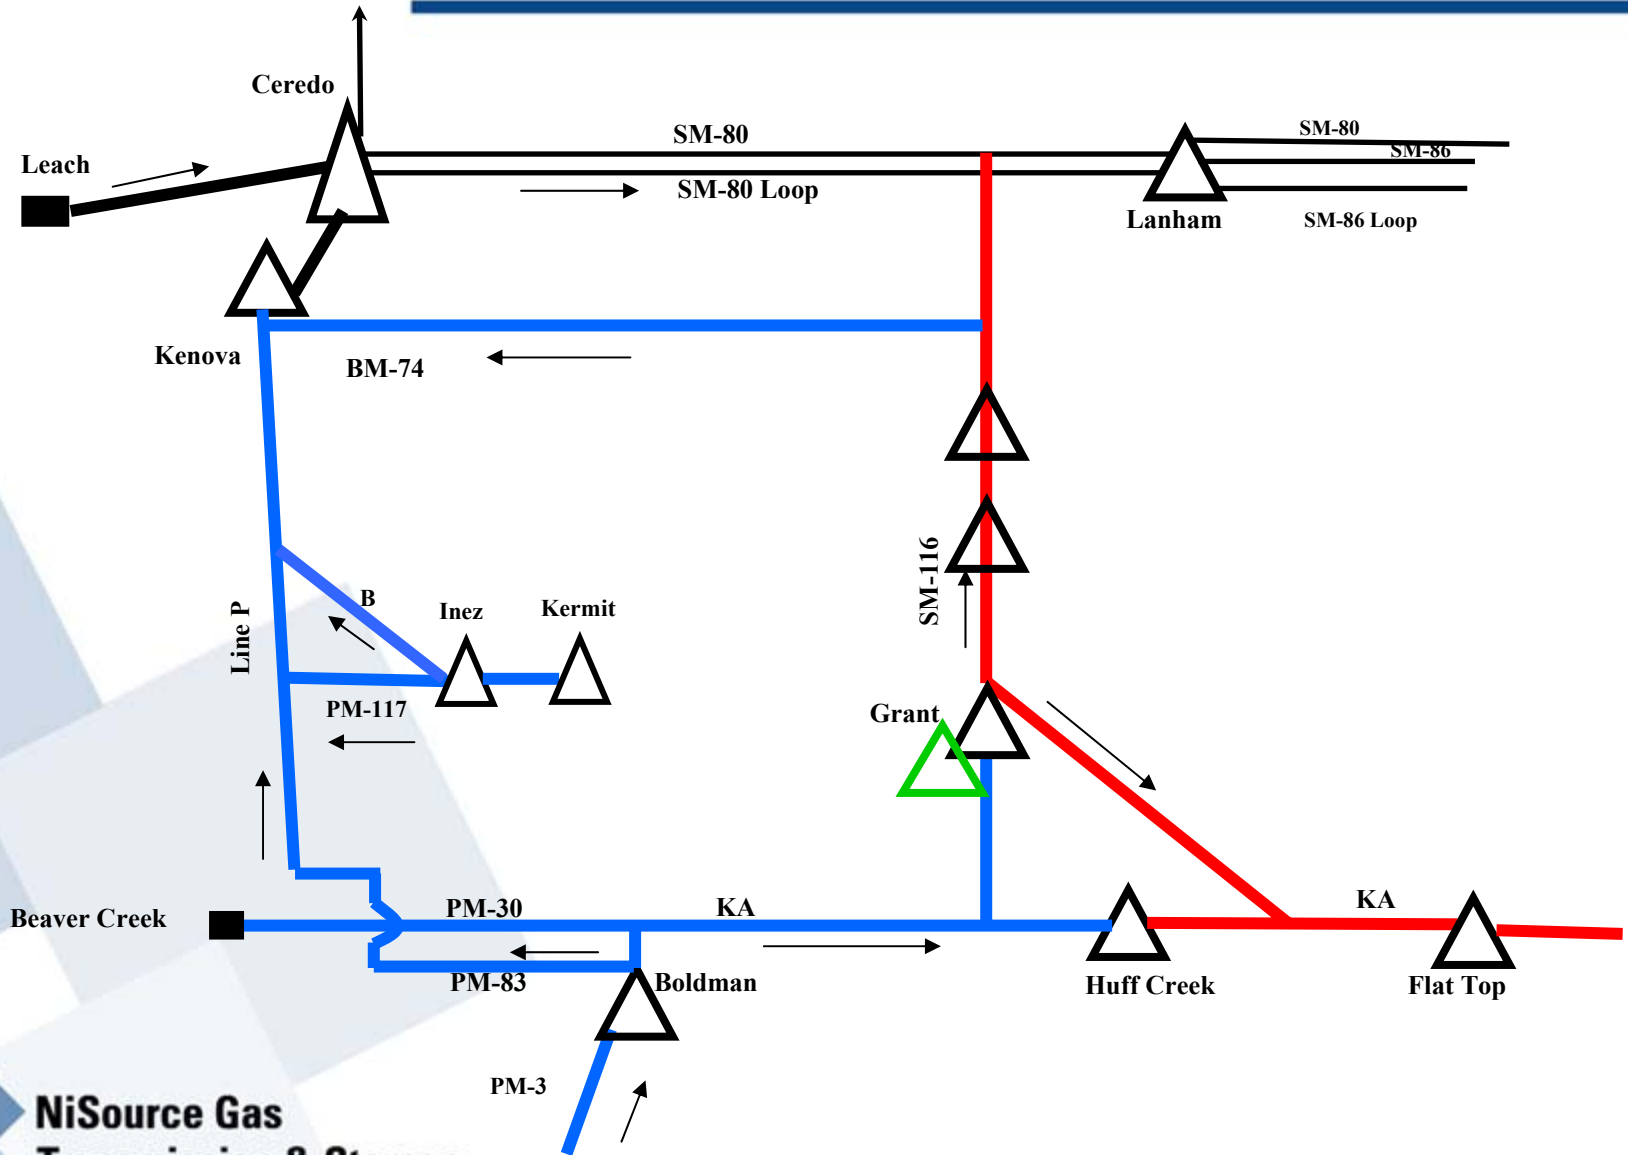 Ceredo
SM-80
SM-80
SM-86
Leach
SM-80 Loop
Lanham
SM-86 Loop
Kenova
BM-74
SM-116
B
Inez
Kermit
Line P
PM-117
Grant
Beaver Creek
PM-30
KA
KA
PM-83
Boldman
Huff Creek
Flat Top
PM-3
NiSource Gas